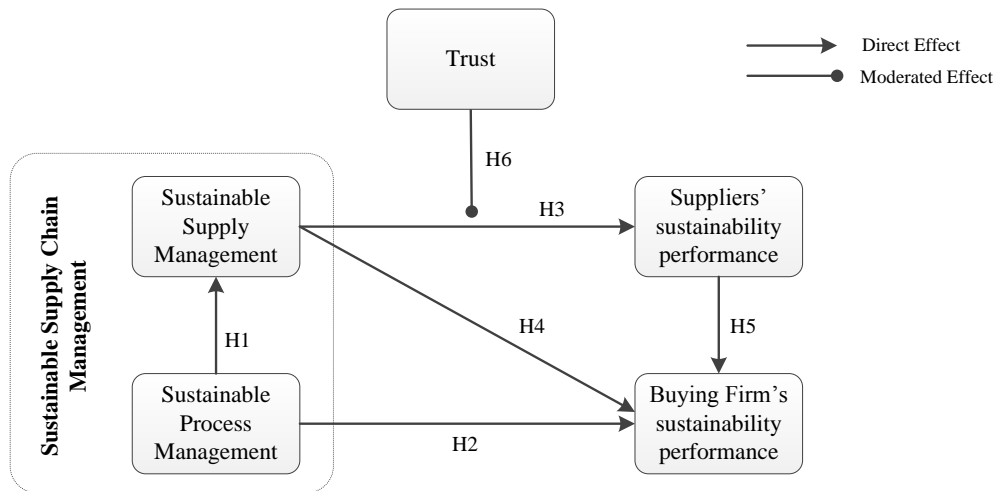 Trust
Direct Effect
Moderated Effect
H6
Sustainable Supply Chain
Management
Sustainable
Supply
Management
H3
Suppliers’
sustainability
performance
H1
H4
H5
Sustainable
Process
Management
H2
Buying Firm’s
sustainability
performance